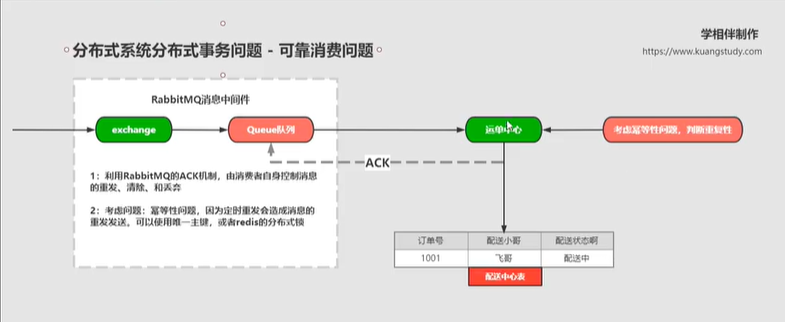 学相伴制作
分布式系统分布式事务问题 - 可靠消费问题
https://www.kuangstudy.com
RabbitMQ消息中间件
exchange
Queue队列
运单中心
考虑幂等性问题，判断重复性
ACK
1：利用RabbitMQ的ACK机制，由消费者自身控制消息
的重发、清除、和丢弃
2：考虑问题：幂等性问题，因为定时重发会造成消息的
重发发送。可以使用唯一主键，或者redis的分布式锁
订单号 配送小哥 配送状态啊
1001 飞哥 配送中
配送中心表